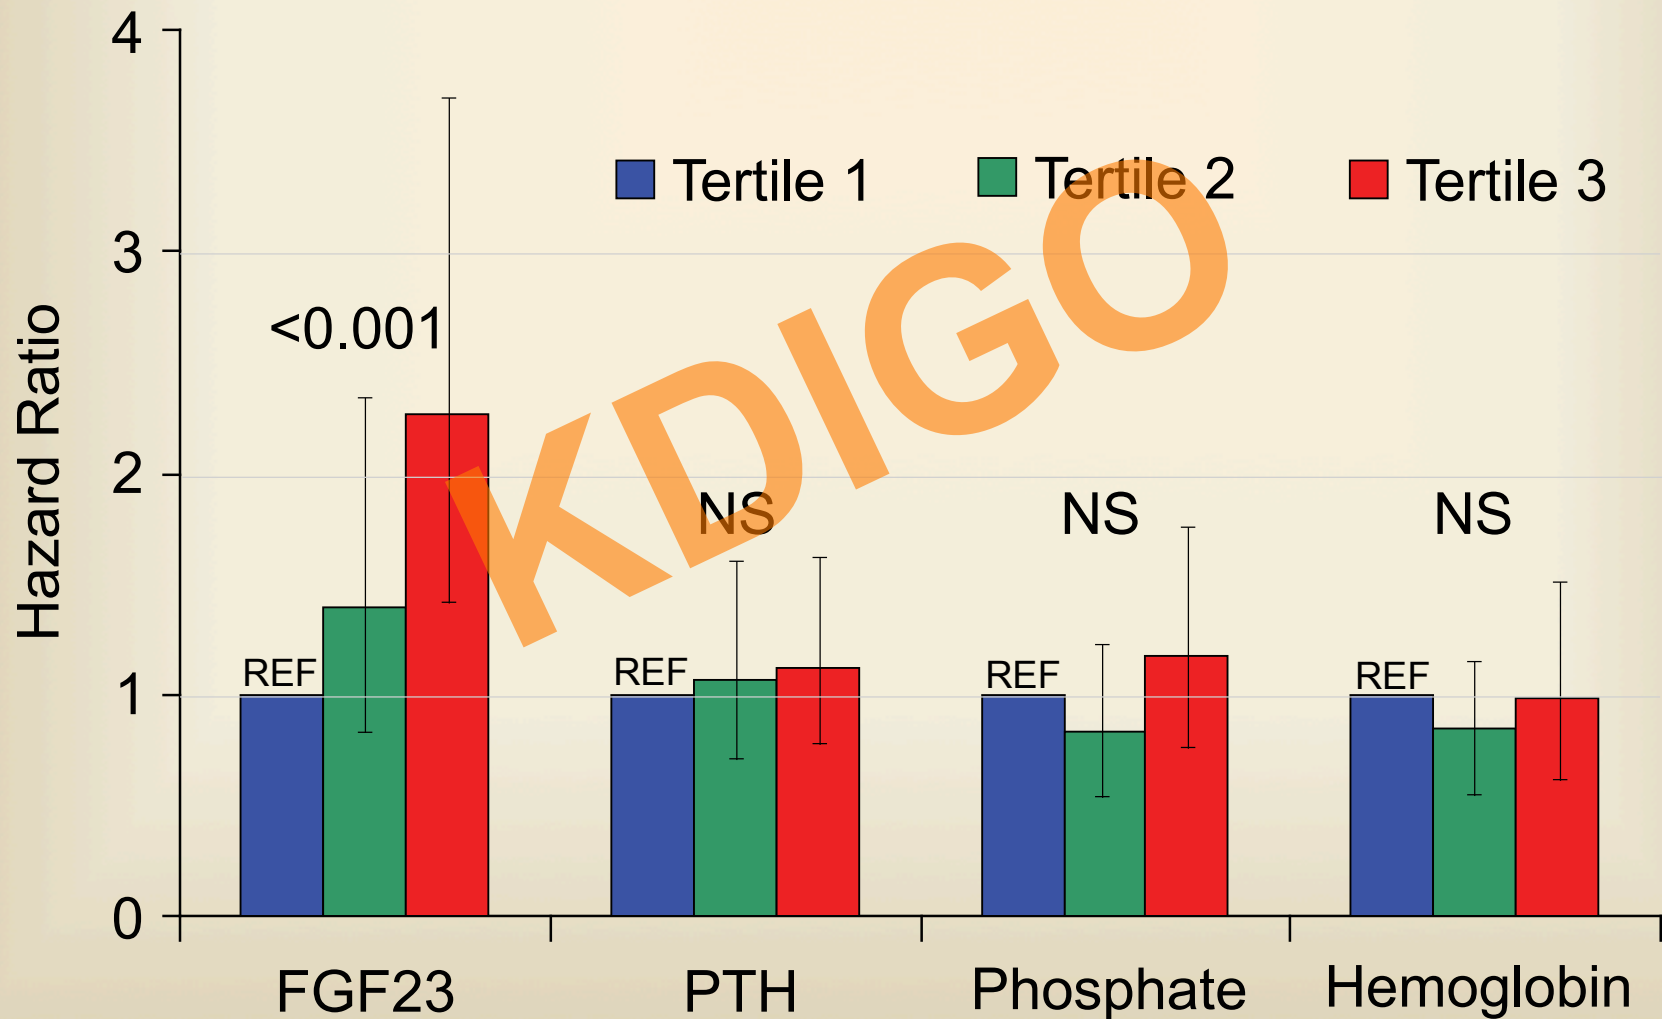 4
Tertile 1 Tertile 2 Tertile 3
3
<0.001
Hazard Ratio
KDIGO
2
NS NS NS
REF REF REF REF
1
0
FGF23 PTH Phosphate Hemoglobin